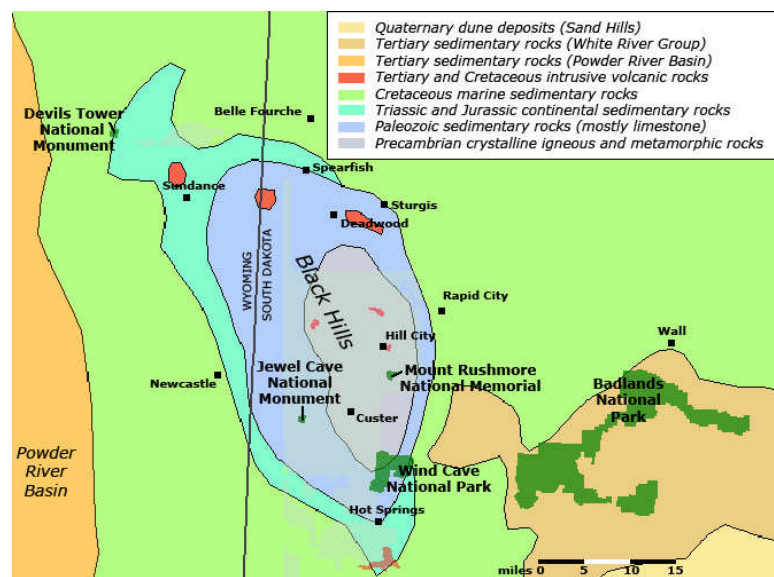 Quaternary dune deposits (Sand Hills)
Tertiary sedimentary rocks (White River Group)
Tertiary sedimentary rocks (Powder River Basin)
Tertiary and Cretaceous intrusive volcanic rocks
Cretaceous marine sedimentary rocks
Triassic and Jurassic continental sedimentary rocks
Paleozoic sedimentary rocks (mostly limestone)
Precambrian crystalline igneous and metamorphic rocks
Devils Tower
National
Monument
Belle Fourche
Spearfish
Sundance
Sturgis
Deadwood
WYOMING
SOUTH DAKOTA
Black Hills
Rapid City
Hill City
Wall
Newcastle
Jewel Cave
National
Monument
Mount Rushmore
National Memorial
Badlands
National
Park
Custer
Powder
River
Basin
Wind Cave
National Park
Hot Springs
miles 0 5 10 15